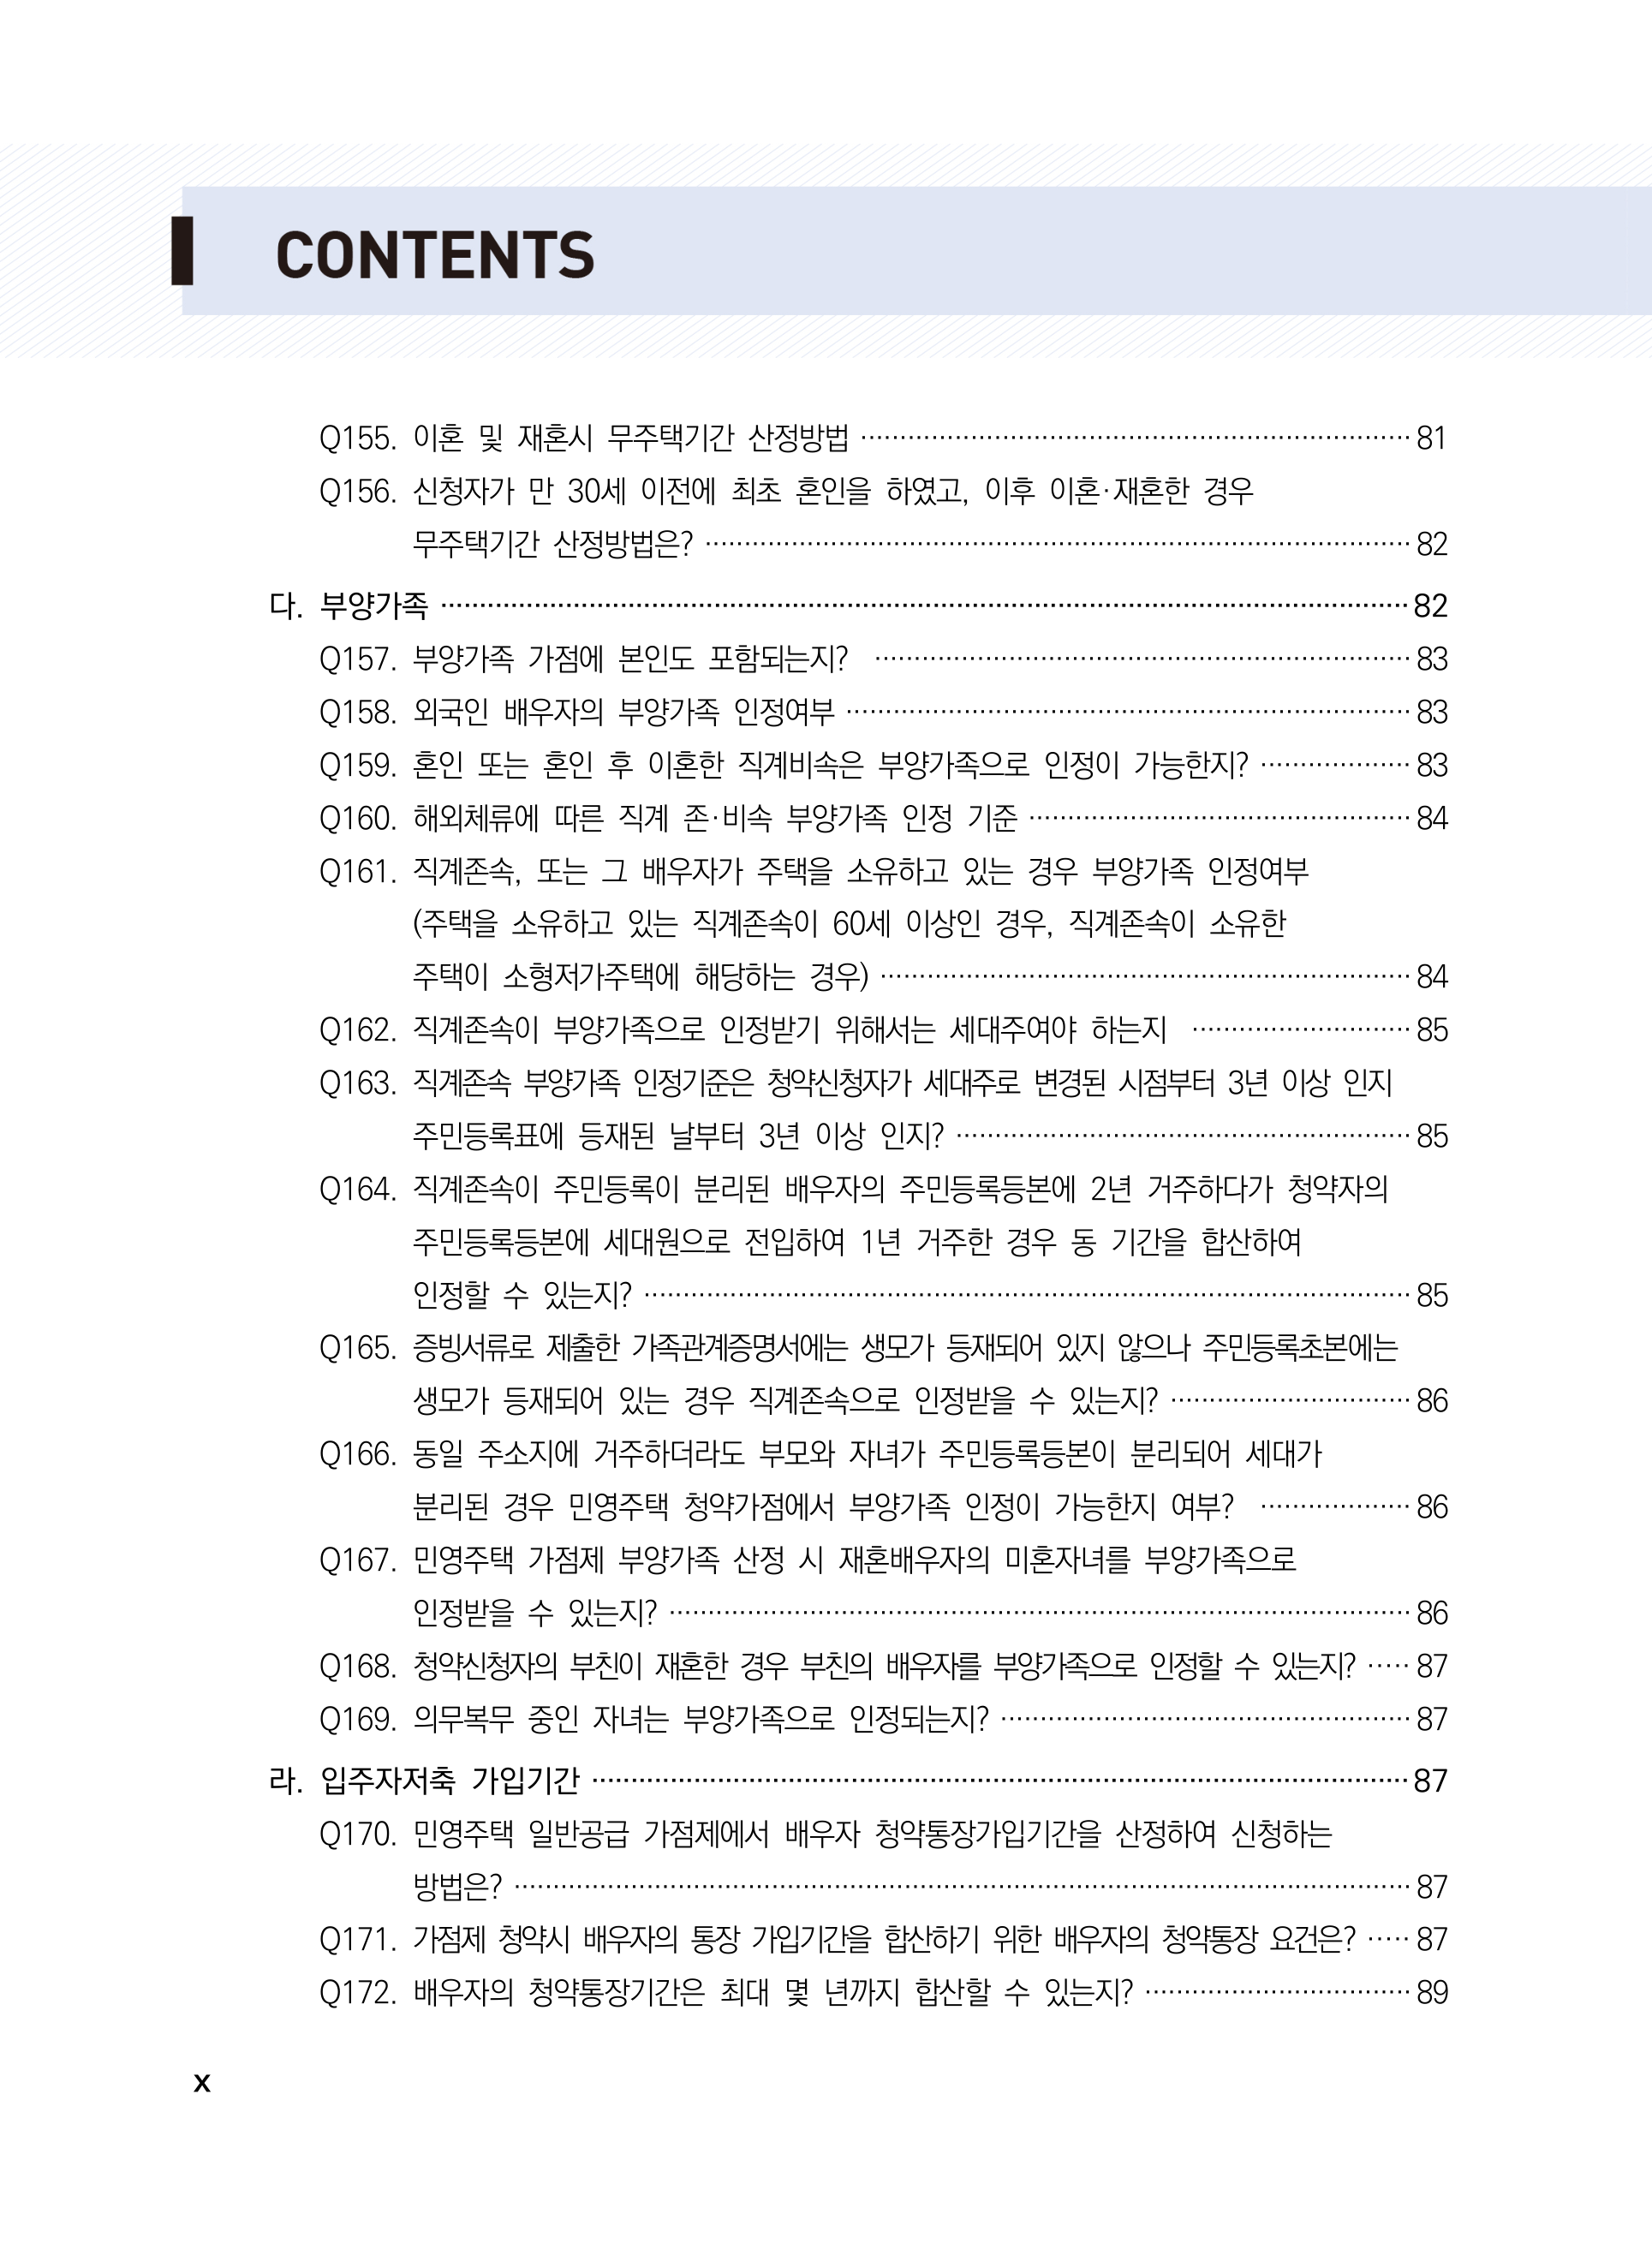 CONTENTS
Q155. 이혼 및 재혼시 무주택기간 산정방법 ········ 81
Q156. 신청자가 만 30세 이전에 최초 혼인을 하였고, 이후 이혼·재혼한 경우
무주택기간 산정방법은? ········ 82
다. 부양가족 ········ 82
Q157. 부양가족 가점에 본인도 포함되는지? ········ 83
Q158. 외국인 배우자의 부양가족 인정여부 ········ 83
Q159. 혼인 또는 혼인 후 이혼한 직계비속은 부양가족으로 인정이 가능한지? ········ 83
Q160. 해외체류에 따른 직계 존·비속 부양가족 인정 기준 ········ 84
Q161. 직계존속, 또는 그 배우자가 주택을 소유하고 있는 경우 부양가족 인정여부
(주택을 소유하고 있는 직계존속이 60세 이상인 경우, 직계존속이 소유한
주택이 소형저가주택에 해당하는 경우) ········ 84
Q162. 직계존속이 부양가족으로 인정받기 위해서는 세대주여야 하는지 ········ 85
Q163. 직계존속 부양가족 인정기준은 청약신청자가 세대주로 변경된 시점부터 3년 이상 인지
주민등록표에 등재된 날부터 3년 이상 인지? ········ 85
Q164. 직계존속이 주민등록이 분리된 배우자의 주민등록등본에 2년 거주하다가 청약자의
주민등록등본에 세대원으로 전입하여 1년 거주한 경우 동 기간을 합산하여
인정할 수 있는지? ········ 85
Q165. 증빙서류로 제출한 가족관계증명서에는 생모가 등재되어 있지 않으나 주민등록초본에는
생모가 등재되어 있는 경우 직계존속으로 인정받을 수 있는지? ········ 86
Q166. 동일 주소지에 거주하더라도 부모와 자녀가 주민등록등본이 분리되어 세대가
분리된 경우 민영주택 청약가점에서 부양가족 인정이 가능한지 여부? ········ 86
Q167. 민영주택 가점제 부양가족 산정 시 재혼배우자의 미혼자녀를 부양가족으로
인정받을 수 있는지? ········ 86
Q168. 청약신청자의 부친이 재혼한 경우 부친의 배우자를 부양가족으로 인정할 수 있는지? ····· 87
Q169. 의무복무 중인 자녀는 부양가족으로 인정되는지? ········ 87
라. 입주자저축 가입기간 ········ 87
Q170. 민영주택 일반공급 가점제에서 배우자 청약통장가입기간을 산정하여 신청하는
방법은? ········ 87
Q171. 가점제 청약시 배우자의 통장 가입기간을 합산하기 위한 배우자의 청약통장 요건은? ····· 87
Q172. 배우자의 청약통장기간은 최대 몇 년까지 합산할 수 있는지? ········ 89
x